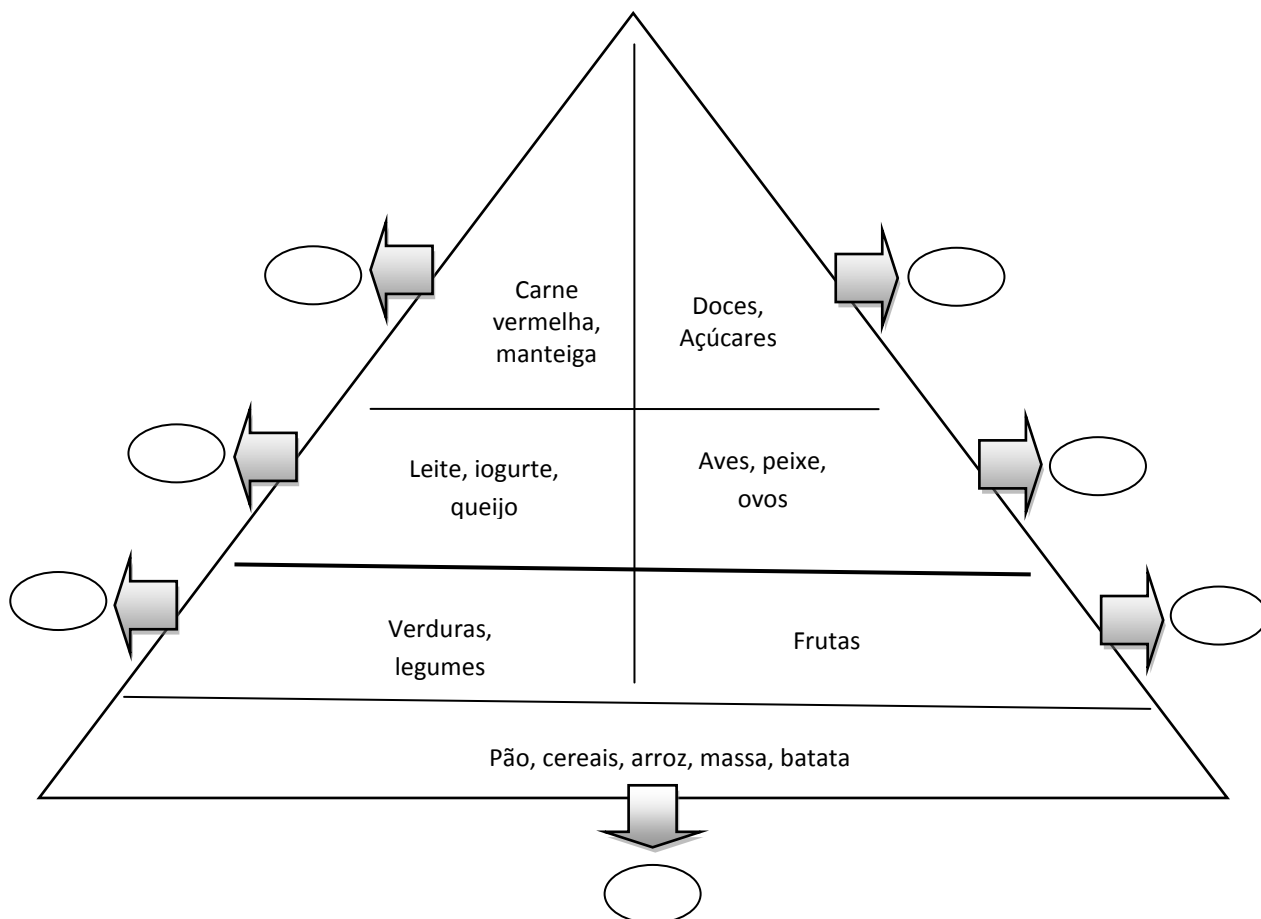 Carne
vermelha,
manteiga
Doces,
Açúcares
Leite, iogurte,
queijo
Aves, peixe,
ovos
Verduras,
legumes
Frutas
Pão, cereais, arroz, massa, batata